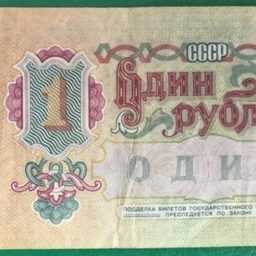 СССР
1
Один
рубл
ОДИ
ПОДДЕЛКА БИЛЕТОВ ГОСУДАРСТВЕННОГО
ПРЕСЛЕДУЕТСЯ ПО ЗАКОНУ